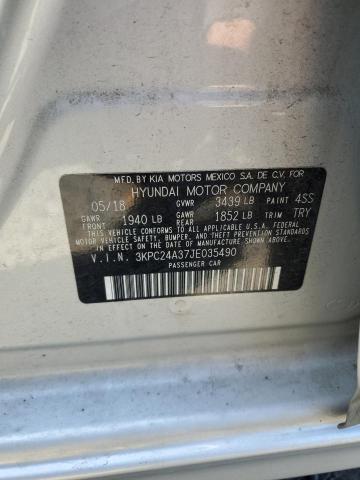 MFD. BY KIA MOTORS MEXICO S.A. DE C.V. FOR
HYUNDAI MOTOR COMPANY
05/18 GVWR 3439 LB PAINT 4SS
GAWR FRONT 1940 LB GAWR REAR 1852 LB TRIM TRY
THIS VEHICLE CONFORMS TO ALL APPLICABLE U.S.A. FEDERAL
MOTOR VEHICLE SAFETY, BUMPER, AND THEFT PREVENTION STANDARDS
IN EFFECT ON THE DATE OF MANUFACTURE SHOWN ABOVE.
V.I.N. 3KPC24A37JE035490
PASSENGER CAR